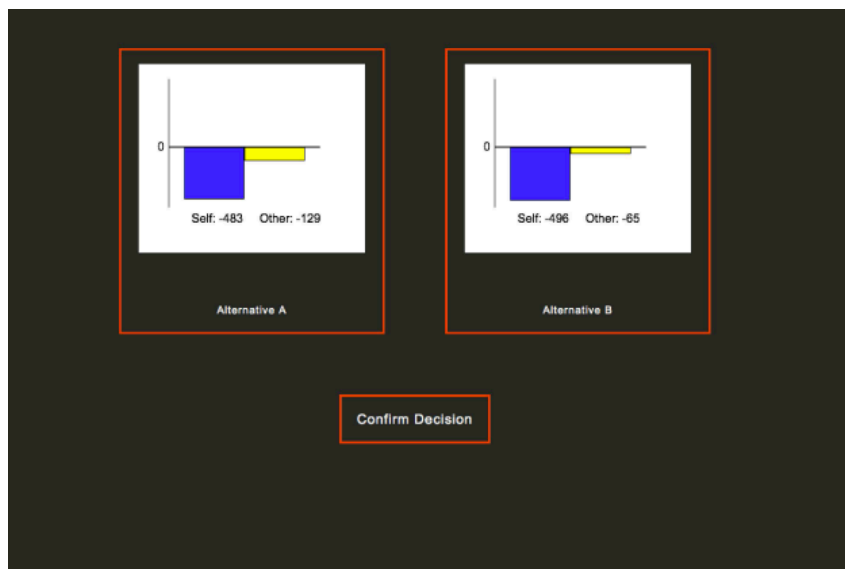 0
Self: -483 Other: -129
Alternative A
0
Self: -496 Other: -65
Alternative B
Confirm Decision